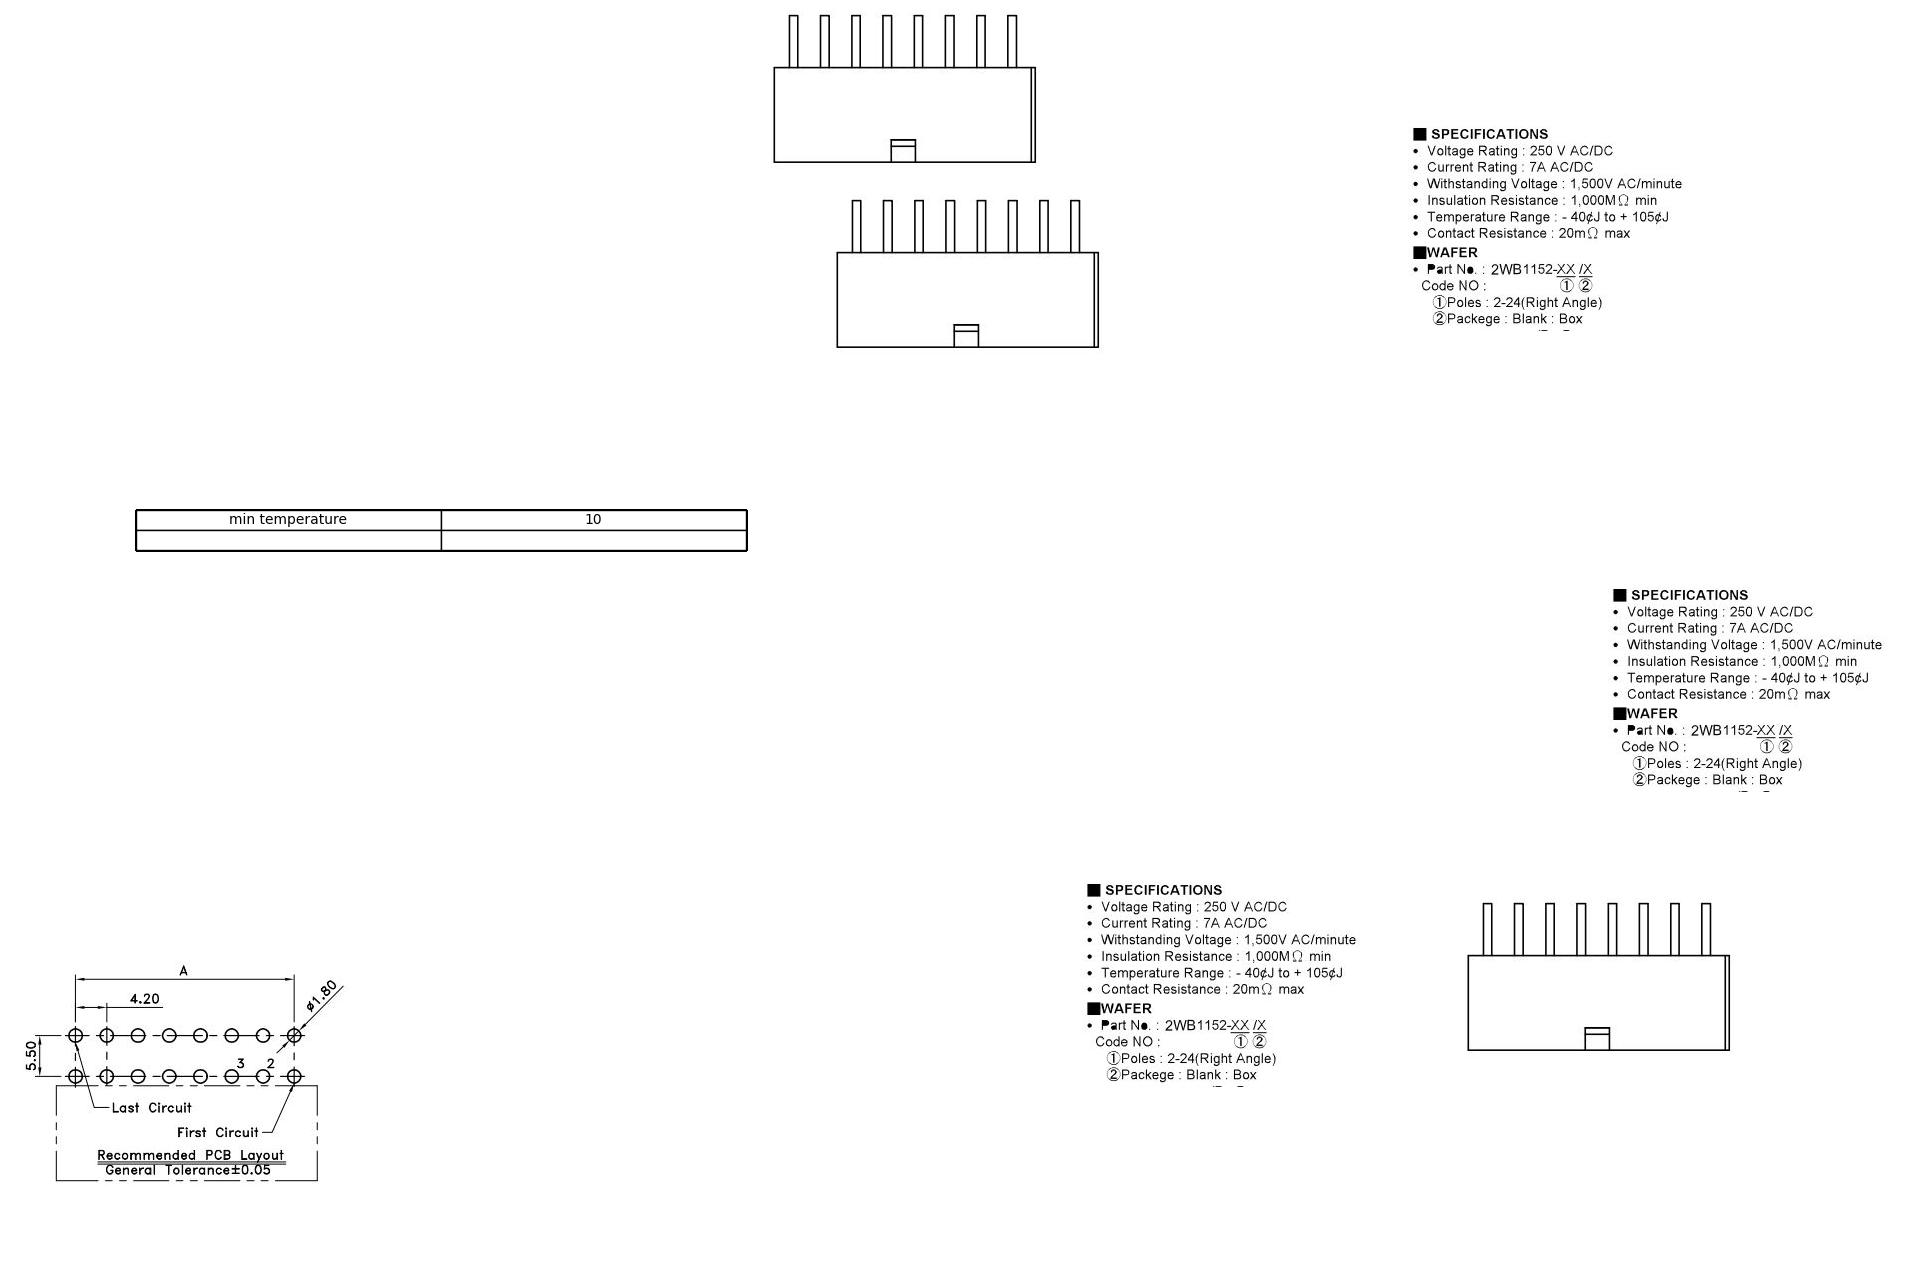 ■ SPECIFICATIONS
• Voltage Rating : 250 V AC/DC
• Current Rating : 7A AC/DC
• Withstanding Voltage : 1,500V AC/minute
• Insulation Resistance : 1,000MΩ min
• Temperature Range : - 40¢J to + 105¢J
• Contact Resistance : 20mΩ max
■WAFER
• Part No. : 2WB1152-XX /X
Code NO : ① ②
①Poles : 2-24(Right Angle)
②Packege : Blank : Box
min temperature 10
■ SPECIFICATIONS
• Voltage Rating : 250 V AC/DC
• Current Rating : 7A AC/DC
• Withstanding Voltage : 1,500V AC/minute
• Insulation Resistance : 1,000MΩ min
• Temperature Range : - 40¢J to + 105¢J
• Contact Resistance : 20mΩ max
■WAFER
• Part No. : 2WB1152-XX /X
Code NO : ① ②
①Poles : 2-24(Right Angle)
②Packege : Blank : Box
■ SPECIFICATIONS
• Voltage Rating : 250 V AC/DC
• Current Rating : 7A AC/DC
• Withstanding Voltage : 1,500V AC/minute
• Insulation Resistance : 1,000MΩ min
• Temperature Range : - 40¢J to + 105¢J
• Contact Resistance : 20mΩ max
■WAFER
• Part No. : 2WB1152-XX /X
Code NO : ① ②
①Poles : 2-24(Right Angle)
②Packege : Blank : Box
A
4.20
ø1.80
5.50
3 2
Last Circuit
First Circuit
Recommended PCB Layout
General Tolerance±0.05